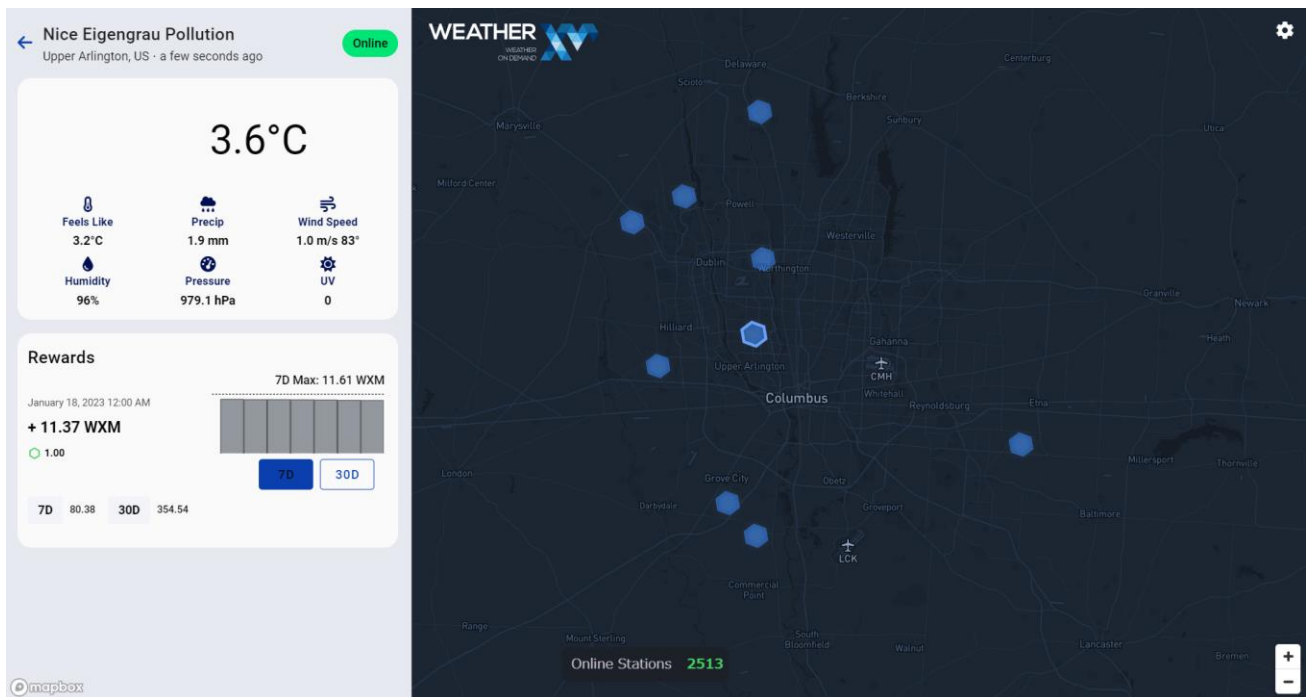 Nice Eigengrau Pollution
Upper Arlington, US · a few seconds ago
Online
3.6°C
Feels Like
3.2°C
Precip
1.9 mm
Wind Speed
1.0 m/s 83°
Humidity
96%
Pressure
979.1 hPa
UV
0
Rewards
7D Max: 11.61 WXM
January 18, 2023 12:00 AM
+ 11.37 WXM
1.00
7D
30D
7D 80.38 30D 354.54
mapbox
WEATHER XM
WEATHER
ON DEMAND
Delaware
Centerburg
Scioto
Berkshire
Sunbury
Marysville
Utica
Milford Center
Powell
Westerville
Dublin
Worthington
Granville
Newark
Hilliard
Heath
Gahanna
Upper Arlington
CMH
Columbus
Whitehall
Reynoldsburg
Etna
Millersport
Thornville
London
Grove City
Obetz
Darbydale
Groveport
Baltimore
LCK
Commercial
Point
Range
Mount Sterling
South
Bloomfield
Walnut
Lancaster
Bremen
Online Stations 2513
+
−